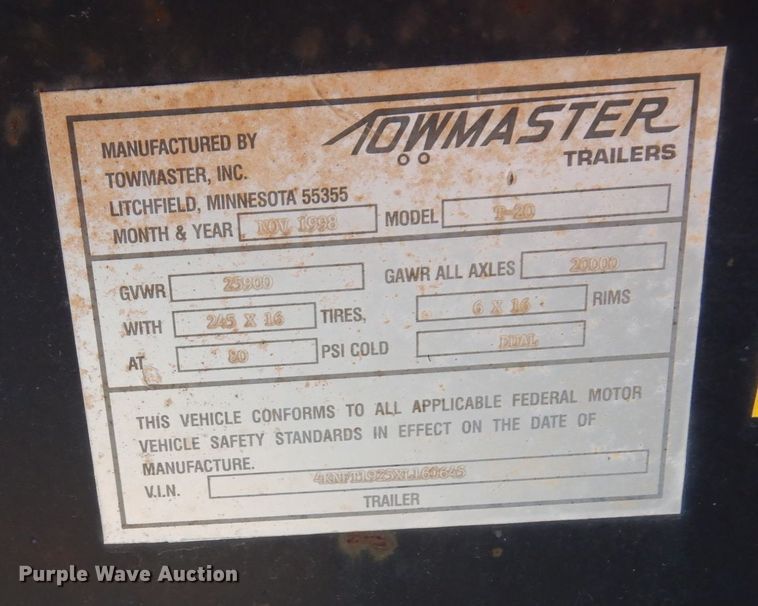 TOWMASTER
TRAILERS
MANUFACTURED BY
TOWMASTER, INC.
LITCHFIELD, MINNESOTA 55355
MONTH & YEAR NOV 1998 MODEL T-20
GVWR 25900 GAWR ALL AXLES 20000
WITH 245 X 16 TIRES, 6 X 16 RIMS
AT 80 PSI COLD DUAL
THIS VEHICLE CONFORMS TO ALL APPLICABLE FEDERAL MOTOR
VEHICLE SAFETY STANDARDS IN EFFECT ON THE DATE OF
MANUFACTURE.
V.I.N.
TRAILER
Purple Wave Auction